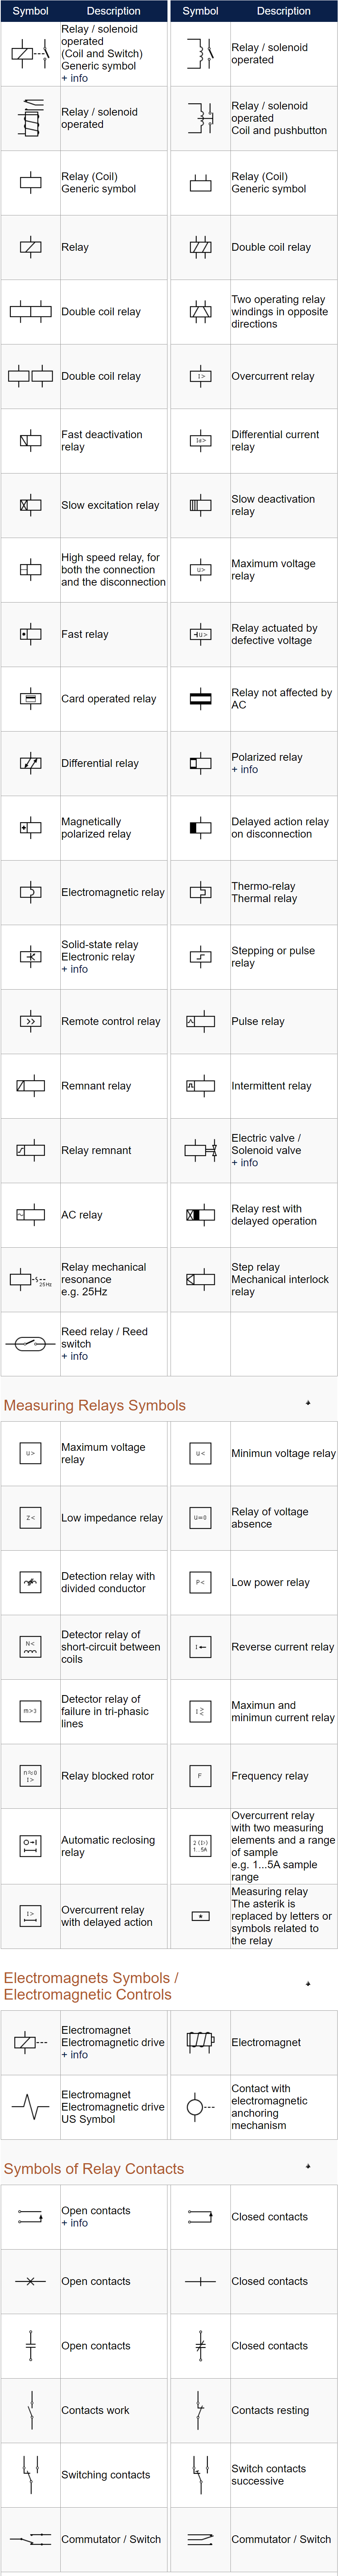 Symbol Description Symbol Description
Relay / solenoid
operated
(Coil and Switch)
Generic symbol
+ info
Relay / solenoid
operated
Relay / solenoid
operated
Relay / solenoid
operated
Coil and pushbutton
Relay (Coil)
Generic symbol
Relay (Coil)
Generic symbol
Relay
Double coil relay
Double coil relay
Two operating relay
windings in opposite
directions
Double coil relay
I>
Overcurrent relay
Fast deactivation
relay
Differential current
relay
Slow excitation relay
Slow deactivation
relay
High speed relay, for
both the connection
and the disconnection
U>
Maximum voltage
relay
Fast relay
U>
Relay actuated by
defective voltage
Card operated relay
Relay not affected by
AC
Differential relay
Polarized relay
+ info
Magnetically
polarized relay
Delayed action relay
on disconnection
Electromagnetic relay
Thermo-relay
Thermal relay
Solid-state relay
Electronic relay
+ info
Stepping or pulse
relay
Remote control relay
Pulse relay
Remnant relay
Intermittent relay
Relay remnant
Electric valve /
Solenoid valve
+ info
AC relay
Relay rest with
delayed operation
25Hz
Relay mechanical
resonance
e.g. 25Hz
Step relay
Mechanical interlock
relay
Reed relay / Reed
switch
+ info
Measuring Relays Symbols
U>
Maximum voltage
relay
U<
Minimun voltage relay
Z<
Low impedance relay
U=0
Relay of voltage
absence
Detection relay with
divided conductor
P<
Low power relay
N<
Detector relay of
short-circuit between
coils
I
Reverse current relay
Detector relay of
failure in tri-phasic
lines
Maximun and
minimun current relay
n≈0
I>
Relay blocked rotor
F
Frequency relay
O→I
Automatic reclosing
relay
2 (I>)
1...5A
Overcurrent relay
with two measuring
elements and a range
of sample
e.g. 1...5A sample
range
I>
Overcurrent relay
with delayed action
*
Measuring relay
The asterik is
replaced by letters or
symbols related to
the relay
Electromagnets Symbols /
Electromagnetic Controls
Electromagnet
Electromagnetic drive
+ info
Electromagnet
Electromagnet
Electromagnetic drive
US Symbol
Contact with
electromagnetic
anchoring
mechanism
Symbols of Relay Contacts
Open contacts
+ info
Closed contacts
Open contacts
Closed contacts
Open contacts
Closed contacts
Contacts work
Contacts resting
Switching contacts
Switch contacts
successive
Commutator / Switch
Commutator / Switch